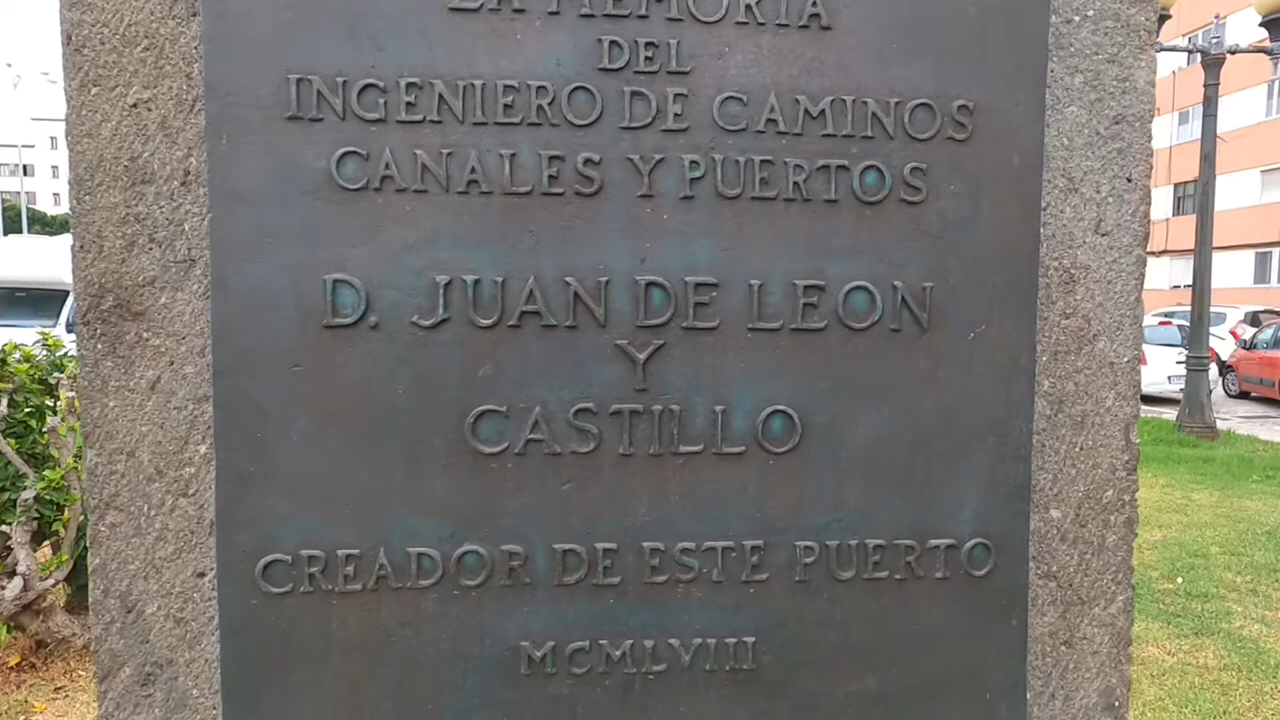 LA MEMORIA
DEL
INGENIERO DE CAMINOS
CANALES Y PUERTOS
D. JUAN DE LEON
Y
CASTILLO
CREADOR DE ESTE PUERTO
MCMLVIII